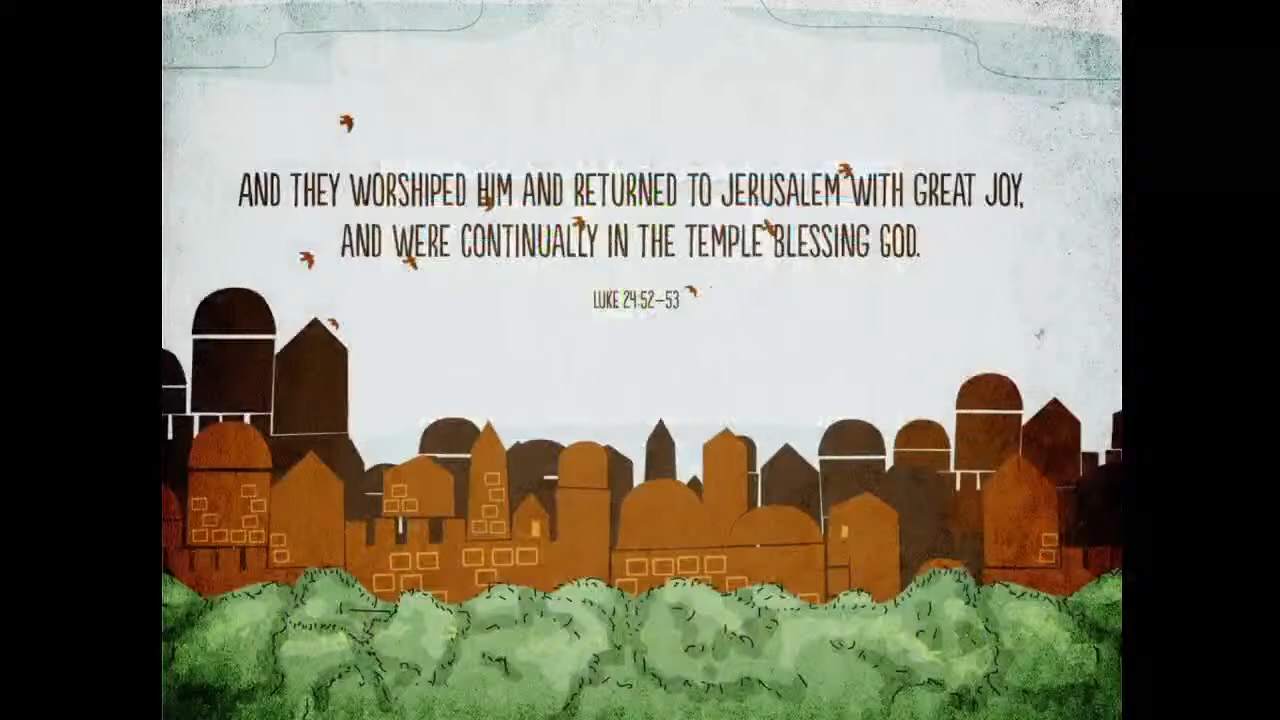 AND THEY WORSHIPED HIM AND RETURNED TO JERUSALEM WITH GREAT JOY,
AND WERE CONTINUALLY IN THE TEMPLE BLESSING GOD.
LUKE 24:52–53